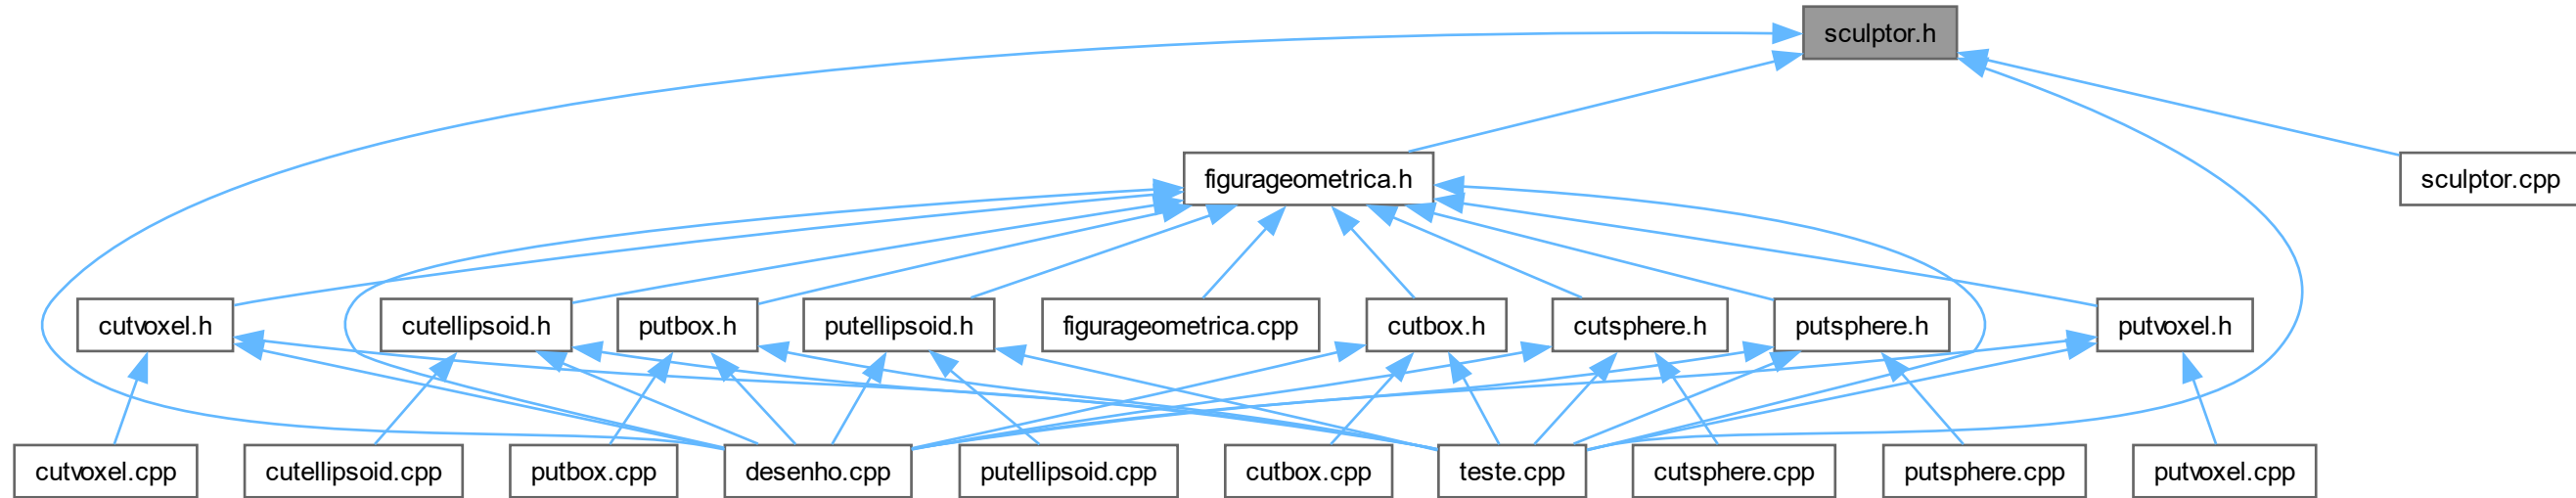 sculptor.h
figurageometrica.h
sculptor.cpp
cutvoxel.h
cutellipsoid.h
putbox.h
putellipsoid.h
figurageometrica.cpp
cutbox.h
cutsphere.h
putsphere.h
putvoxel.h
cutvoxel.cpp
cutellipsoid.cpp
putbox.cpp
desenho.cpp
putellipsoid.cpp
cutbox.cpp
teste.cpp
cutsphere.cpp
putsphere.cpp
putvoxel.cpp